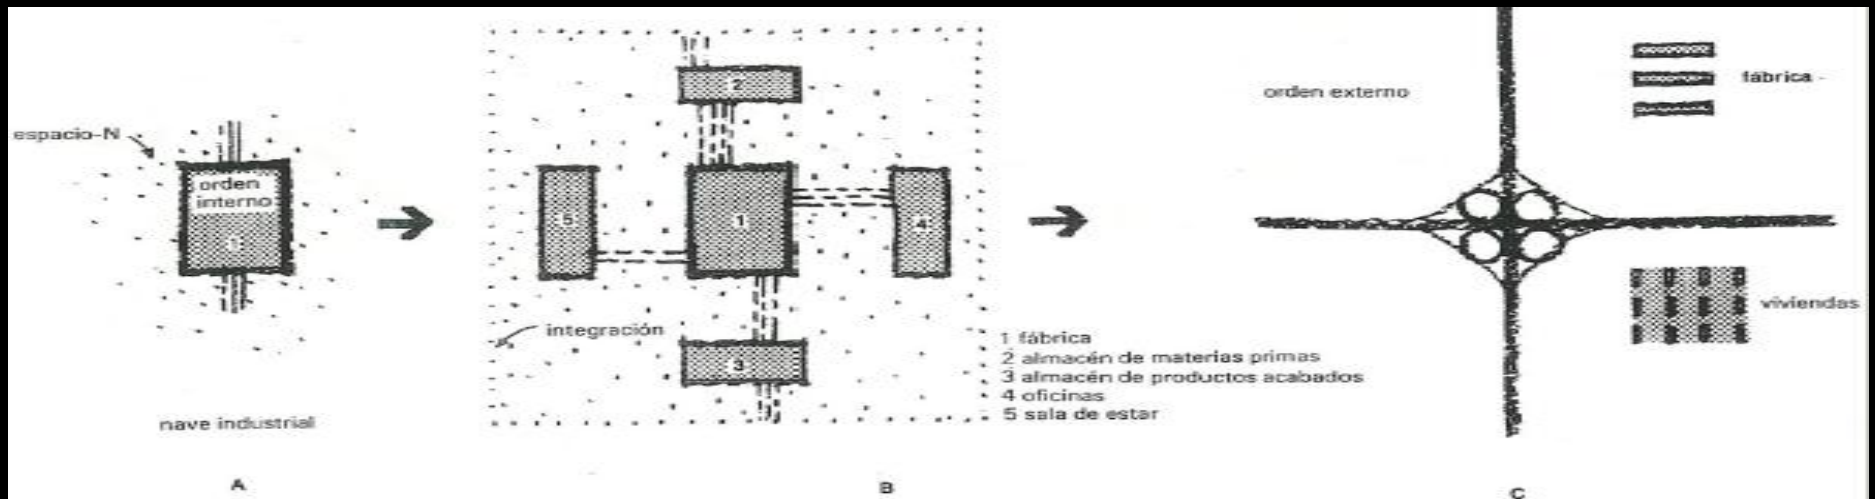 espacio-N
orden
interno
1
nave industrial
A
2
5
1
4
integración
3
1 fábrica
2 almacén de materias primas
3 almacén de productos acabados
4 oficinas
5 sala de estar
B
orden externo
fábrica
viviendas
C